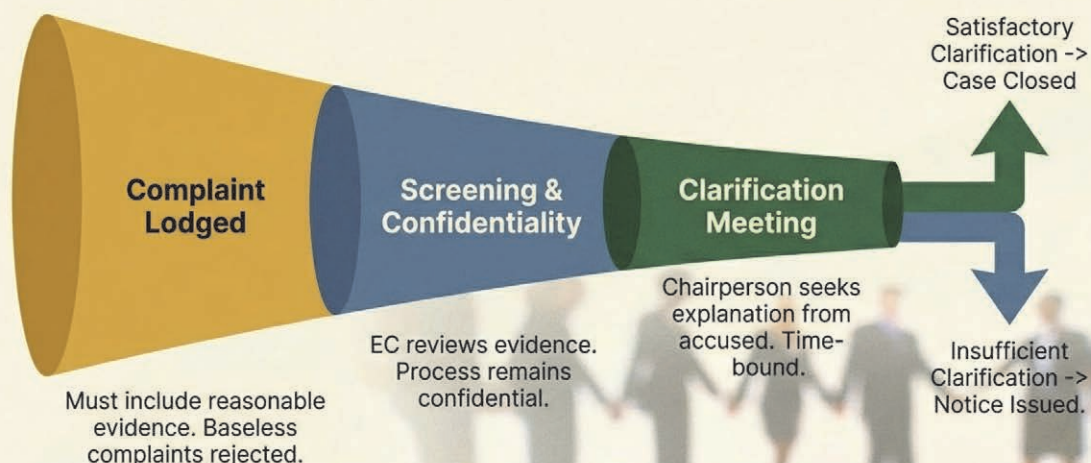 Complaint
Lodged
Must include reasonable
evidence. Baseless
complaints rejected.
Screening &
Confidentiality
EC reviews evidence.
Process remains
confidential.
Clarification
Meeting
Chairperson seeks
explanation from
accused. Time-
bound.
Satisfactory
Clarification ->
Case Closed
Insufficient
Clarification ->
Notice Issued.